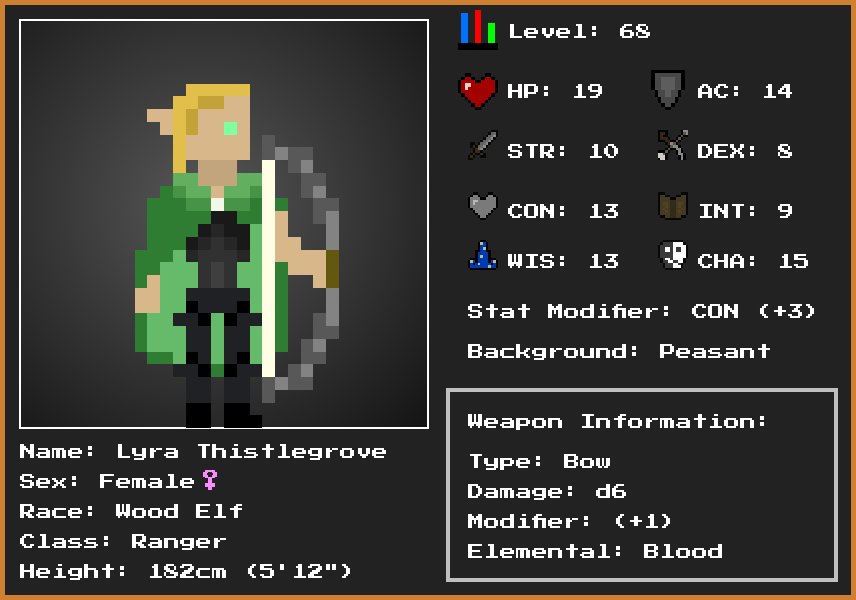 Level: 68
HP: 19 AC: 14
STR: 10 DEX: 8
CON: 13 INT: 9
WIS: 13 CHA: 15
Stat Modifier: CON (+3)
Background: Peasant
Weapon Information:
Type: Bow
Damage: d6
Modifier: (+1)
Elemental: Blood
Name: Lyra Thistlegrove
Sex: Female♀
Race: Wood Elf
Class: Ranger
Height: 182cm (5'12")